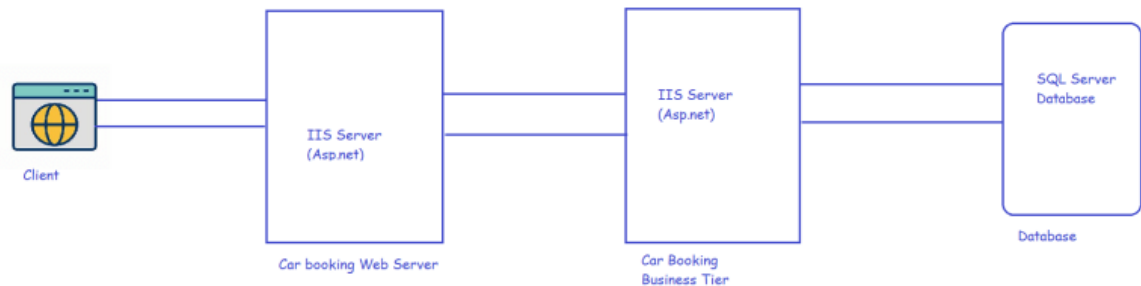 Client
IIS Server
(Asp.net)
Car booking Web Server
IIS Server
(Asp.net)
Car Booking
Business Tier
SQL Server
Database
Database